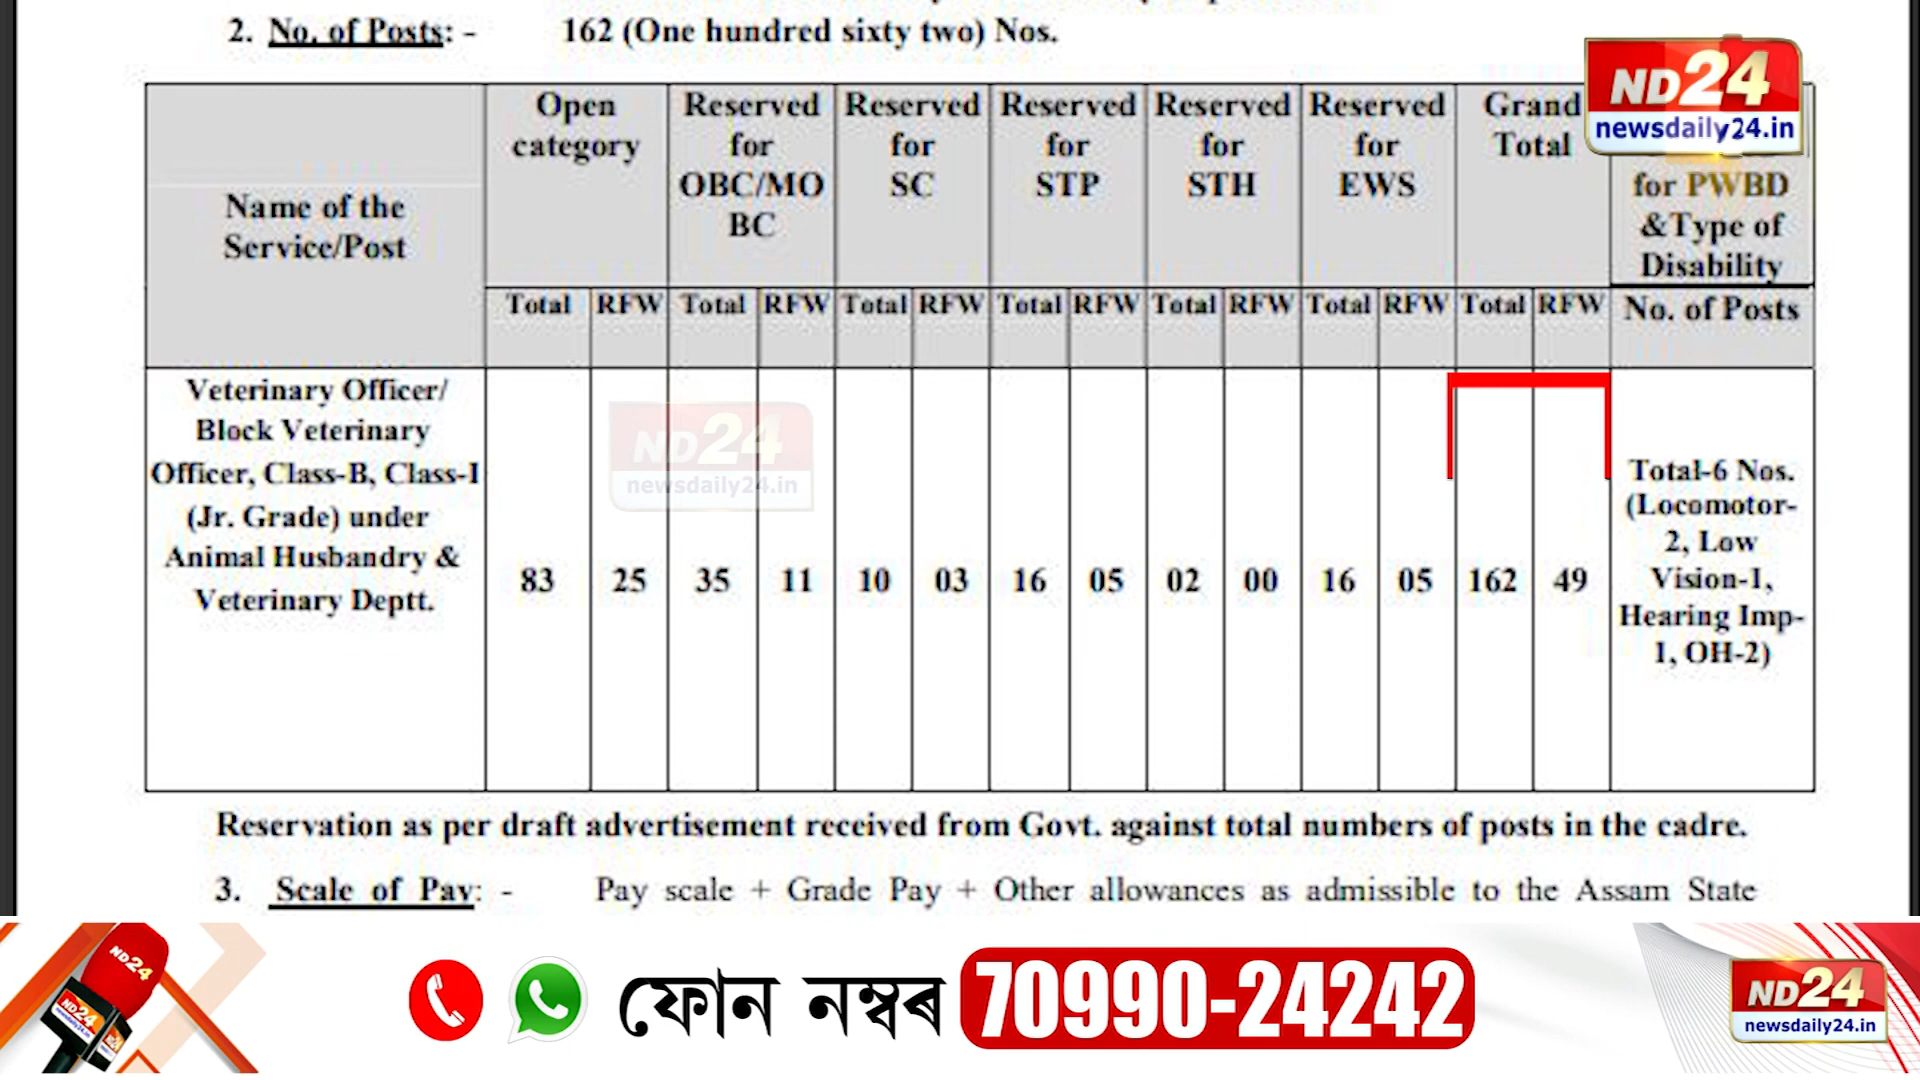 2. No. of Posts: - 162 (One hundred sixty two) Nos.
Name of the Service/Post
Open category
Reserved for OBC/MO BC
Reserved for SC
Reserved for STP
Reserved for STH
Reserved for EWS
Grand Total
for PWBD &Type of Disability
Total RFW Total RFW Total RFW Total RFW Total RFW Total RFW Total RFW No. of Posts
Veterinary Officer/
Block Veterinary
Officer, Class-B, Class-I
(Jr. Grade) under
Animal Husbandry &
Veterinary Deptt.
83 25 35 11 10 03 16 05 02 00 16 05 162 49
Total-6 Nos.
(Locomotor-
2, Low
Vision-1,
Hearing Imp-
1, OH-2)
Reservation as per draft advertisement received from Govt. against total numbers of posts in the cadre.
3. Scale of Pay: - Pay scale + Grade Pay + Other allowances as admissible to the Assam State
ND24
newsdaily24.in
ND24
newsdaily24.in
ND24
ND24
ফোন নম্বৰ 70990-24242
ND24
newsdaily24.in